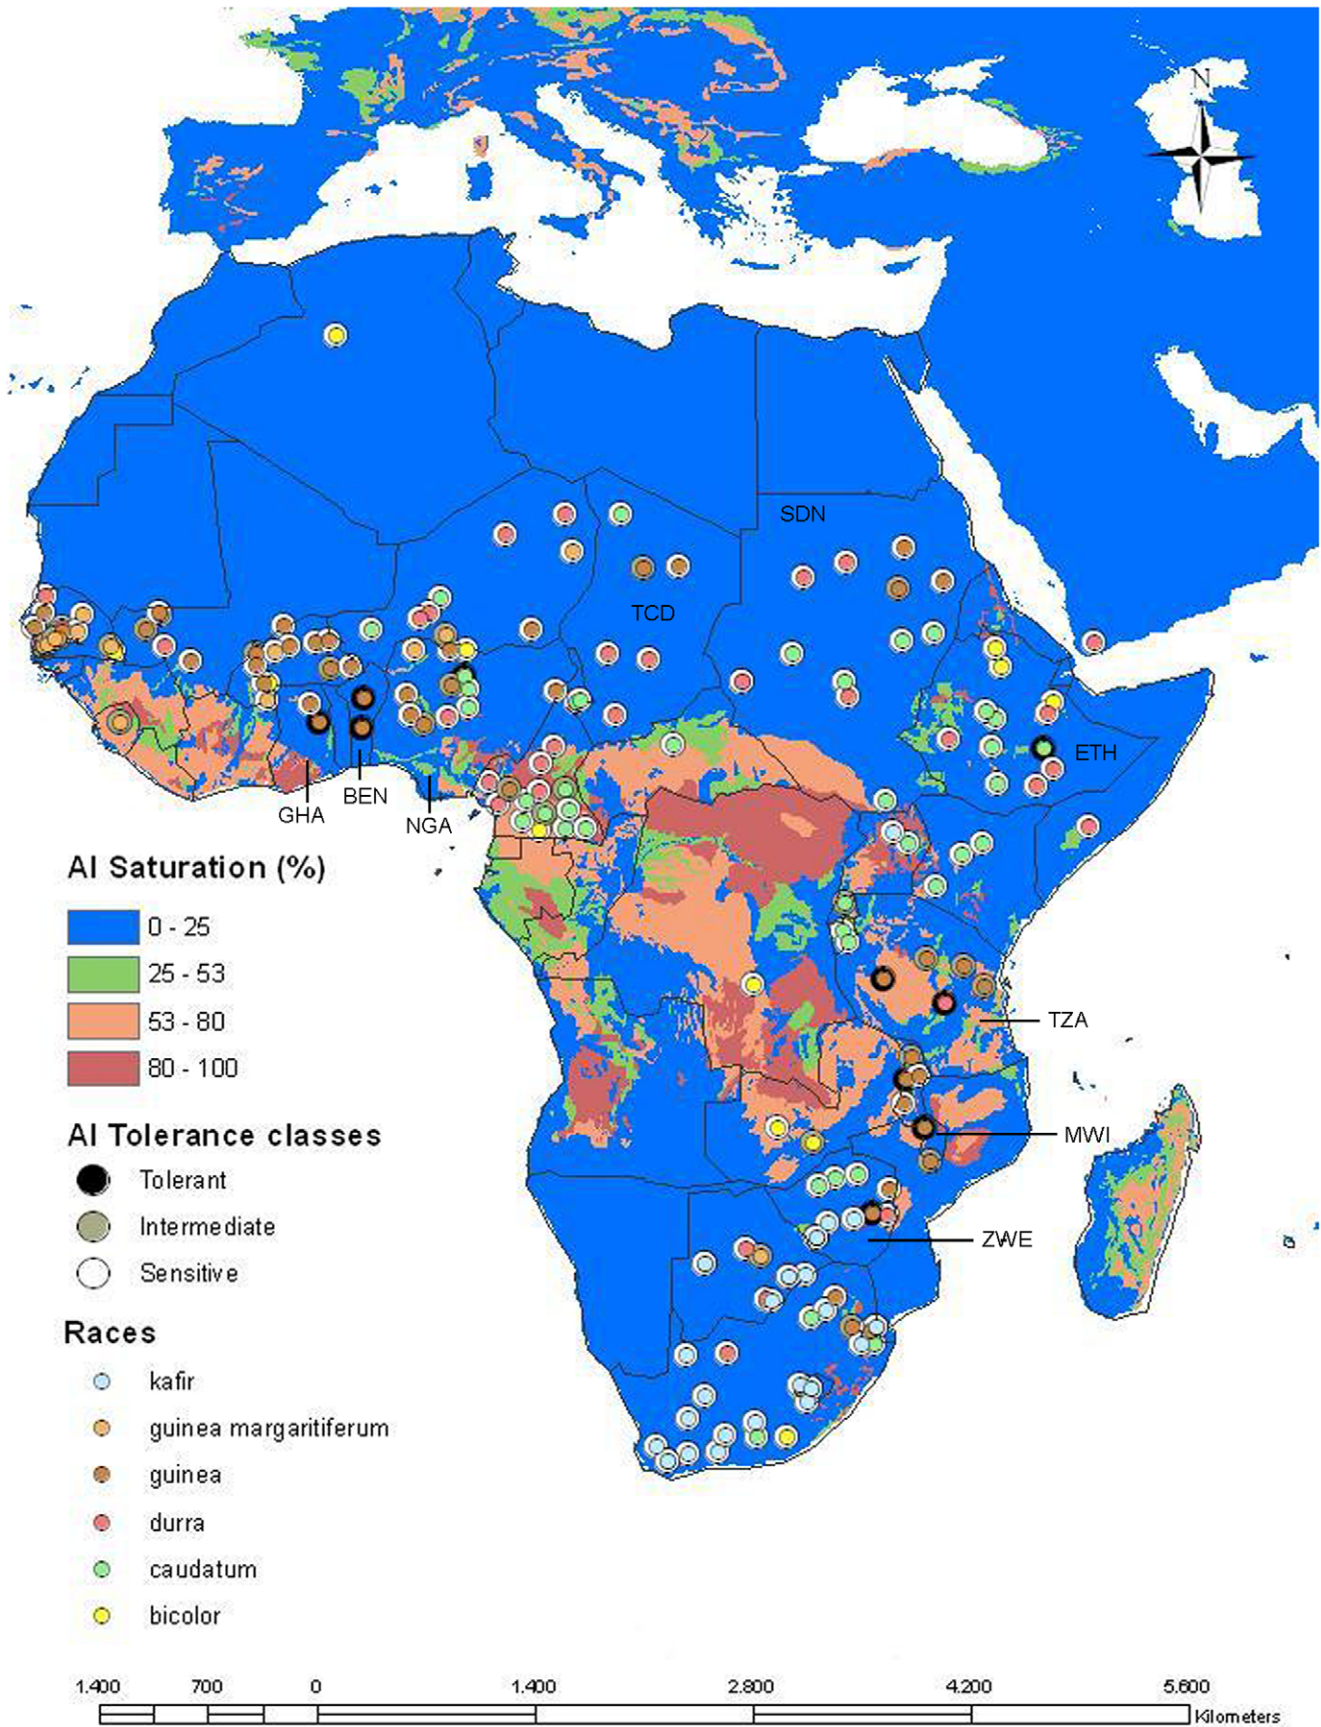 N
SDN
TCD
ETH
GHA
BEN
NGA
TZA
MWI
ZWE
Al Saturation (%)
0 - 25
25 - 53
53 - 80
80 - 100
Al Tolerance classes
Tolerant
Intermediate
Sensitive
Races
kafir
guinea margaritiferum
guinea
durra
caudatum
bicolor
1.400 700 0 1.400 2.800 4.200 5.600
Kilometers